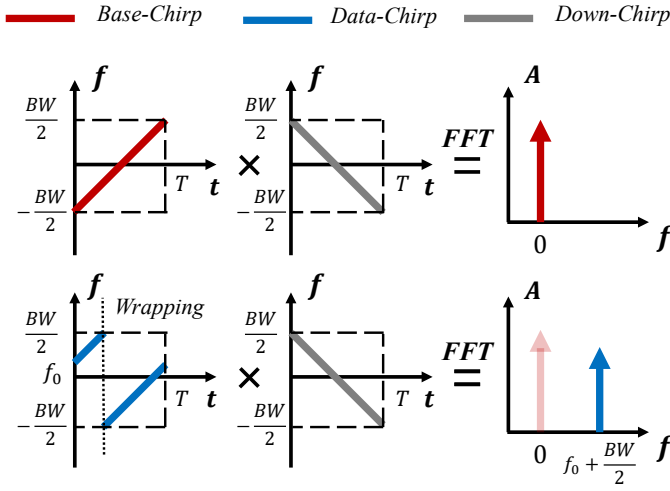 Base-Chirp Data-Chirp Down-Chirp
f f A
BW/2 BW/2 FFT
× =
T t T t
-BW/2 -BW/2 0 f
f Wrapping f A
BW/2 BW/2 FFT
f₀ × =
T t T t
-BW/2 -BW/2 0 f₀ + BW/2 f